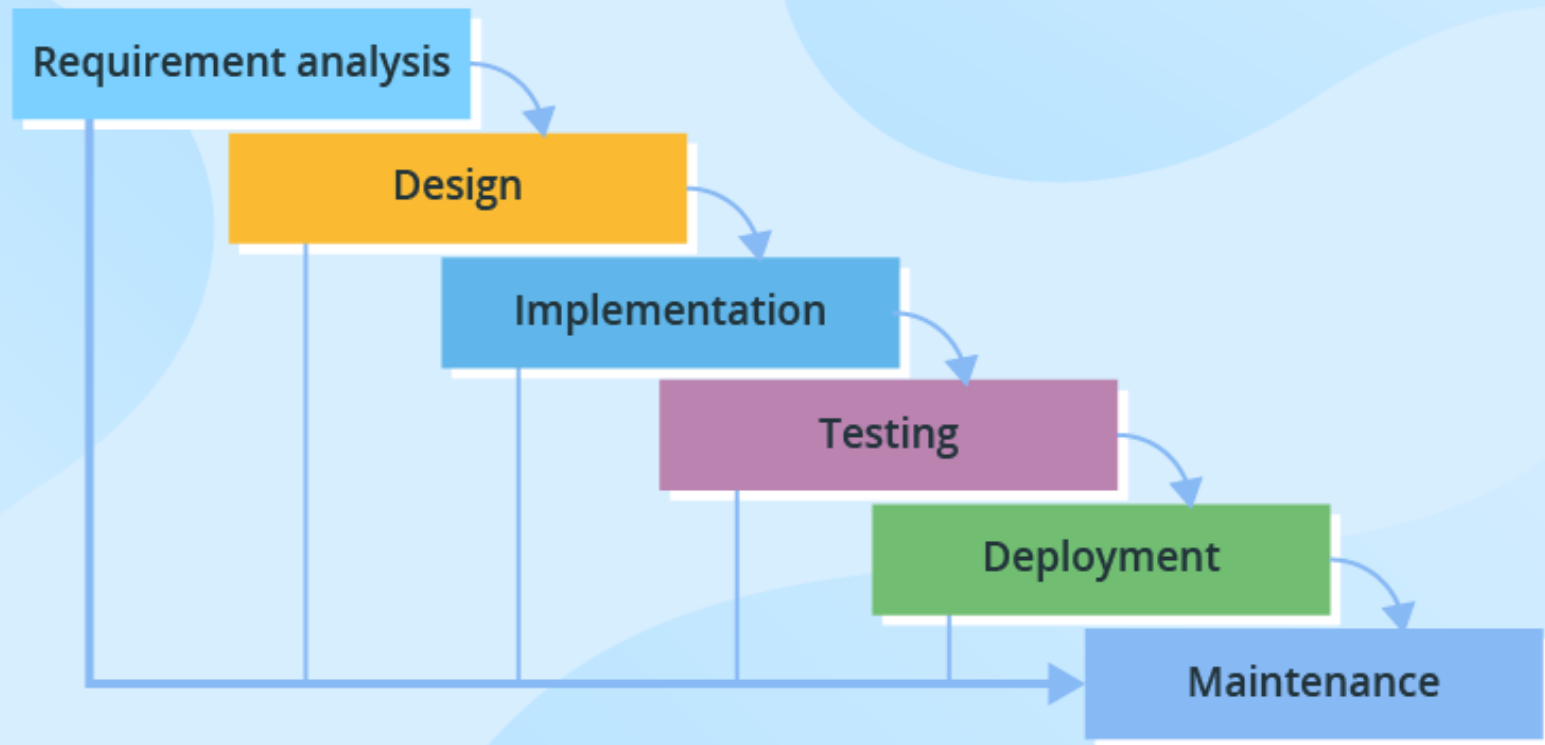 Requirement analysis
Design
Implementation
Testing
Deployment
Maintenance